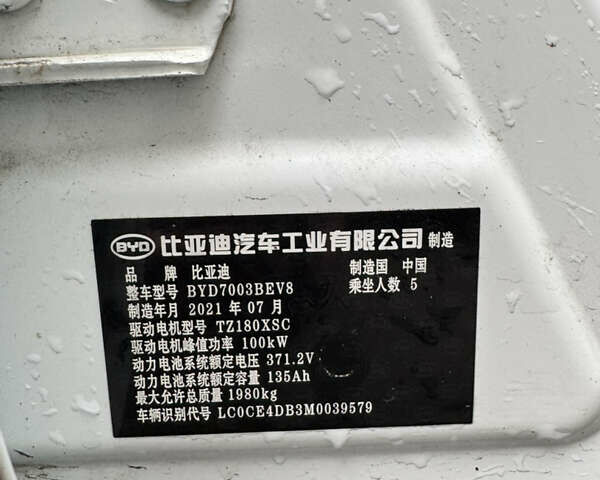 BYD 比亚迪汽车工业有限公司 制造
品 牌 比亚迪 制造国 中国
整车型号 BYD7003BEV8 乘坐人数 5
制造年月 2021 年 07 月
驱动电机型号 TZ180XSC
驱动电机峰值功率 100kW
动力电池系统额定电压 371.2V
动力电池系统额定容量 135Ah
最大允许总质量 1980kg
车辆识别代号 LC0CE4DB3M0039579